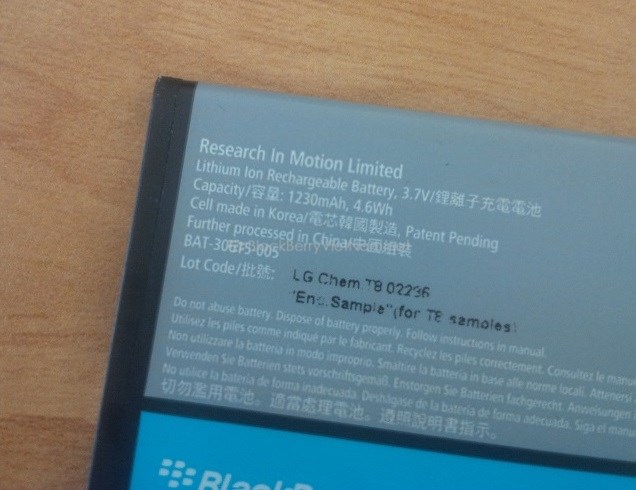 Research In Motion Limited
Lithium Ion Rechargeable Battery, 3.7V/鋰離子充電電池
Capacity/容量: 1230mAh, 4.6Wh
Cell made in Korea/電芯韓國製造, Patent Pending
Further processed in China/中國組裝
BAT-30615-005
Lot Code/批號:
LG Chem T8 02236
"Eng.Sample"(for T8 samples)
Do not abuse battery. Dispose of battery properly. Follow instructions in manual.
Utilisez les piles comme indiqué par le fabricant. Recyclez les piles correctement. Consultez le
Non utilizzare la batteria in modo improprio. Smaltire la batteria in base alle norme locali.
Verwenden Sie Batterien stets vorschriftsgemäß. Entsorgen Sie Batterien fachgerecht. Anweisungen
No utilice la batería de forma inadecuada. Deshágase de la batería de forma adecuada. Siga el
切勿濫用電池。適當處理電池。遵照說明書指示。